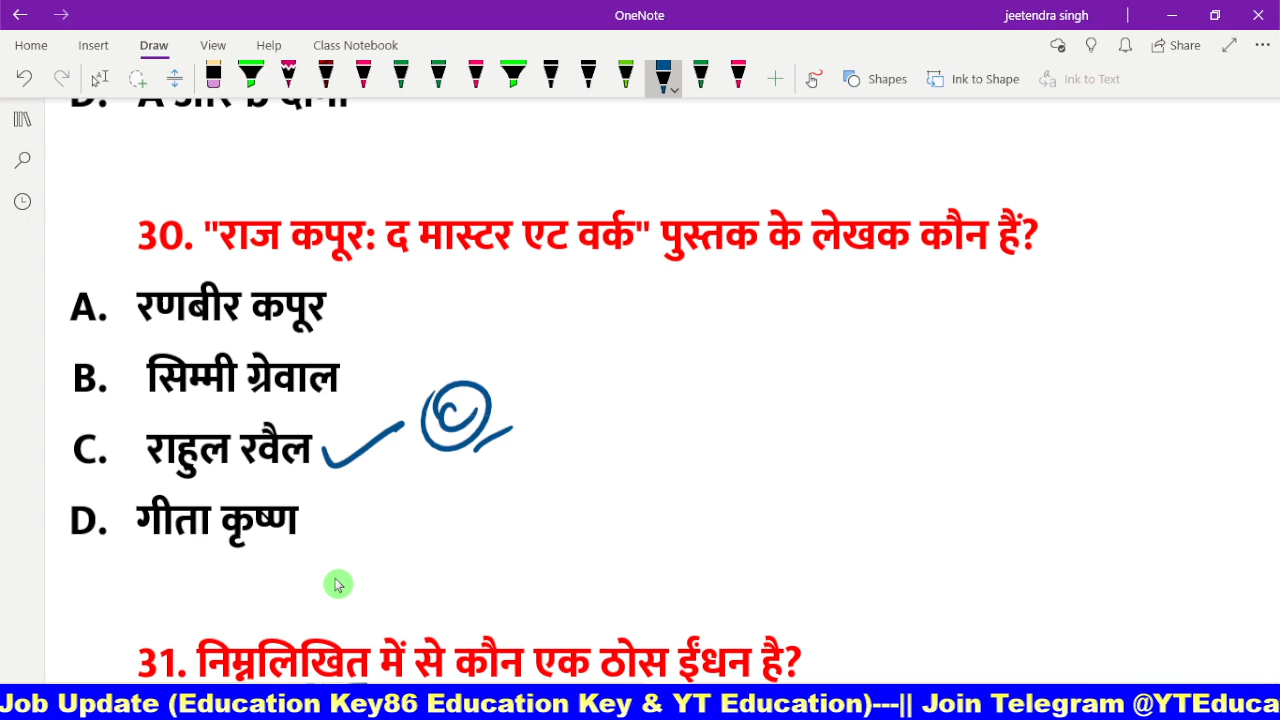 OneNote
jeetendra singh
Home Insert Draw View Help Class Notebook
Share
Shapes Ink to Shape Ink to Text
30. "राज कपूर: द मास्टर एट वर्क" पुस्तक के लेखक कौन हैं?
A. रणबीर कपूर
B. सिम्मी ग्रेवाल
C. राहुल रवैल
C
D. गीता कृष्ण
31. निम्नलिखित में से कौन एक ठोस ईंधन है?
Job Update (Education Key86 Education Key & YT Education)---|| Join Telegram @YTEduca